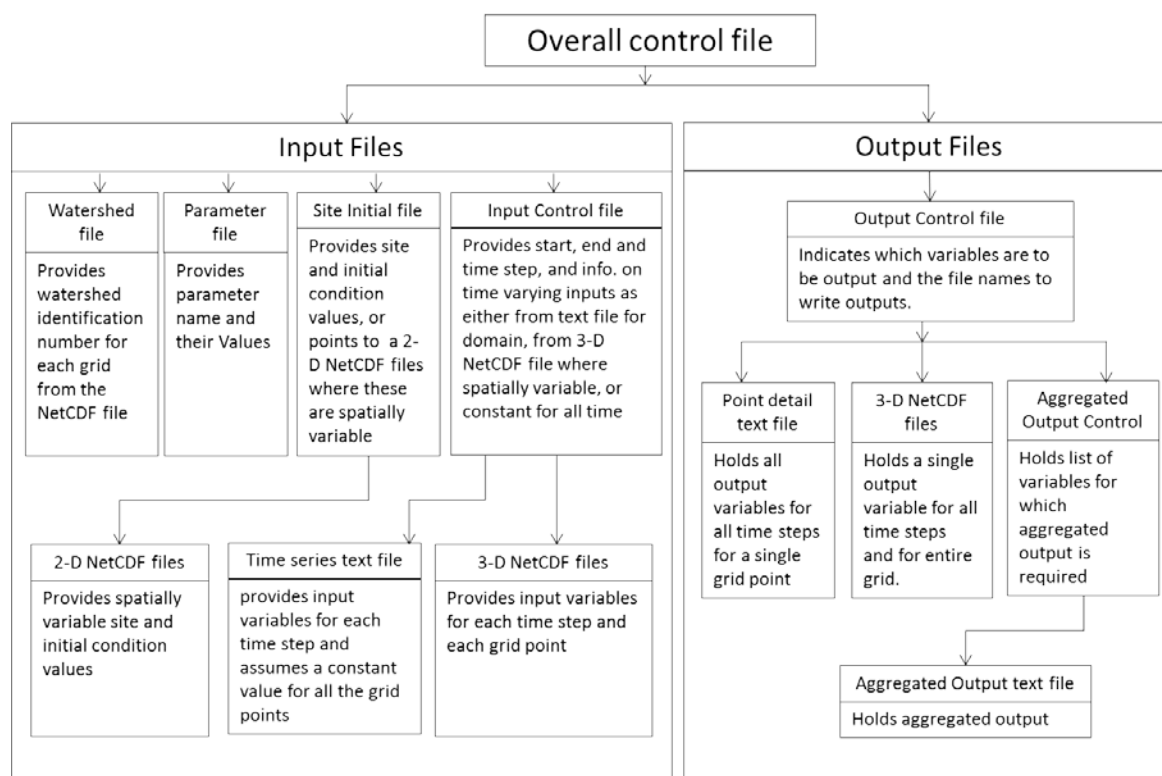 Overall control file
Input Files
Watershed
file
Provides
watershed
identification
number for
each grid
from the
NetCDF file
Parameter
file
Provides
parameter
name and
their Values
Site Initial file
Provides site
and initial
condition
values, or
points to a 2-
D NetCDF files
where these
are spatially
variable
Input Control file
Provides start, end and
time step, and info. on
time varying inputs as
either from text file for
domain, from 3-D
NetCDF file where
spatially variable, or
constant for all time
2-D NetCDF files
Provides spatially
variable site and
initial condition
values
Time series text file
provides input
variables for each
time step and
assumes a constant
value for all the grid
points
3-D NetCDF files
Provides input variables
for each time step and
each grid point
Output Files
Output Control file
Indicates which variables are to
be output and the file names to
write outputs.
Point detail
text file
Holds all
output
variables for
all time steps
for a single
grid point
3-D NetCDF
files
Holds a single
output
variable for all
time steps
and for entire
grid.
Aggregated
Output Control
Holds list of
variables for
which
aggregated
output is
required
Aggregated Output text file
Holds aggregated output